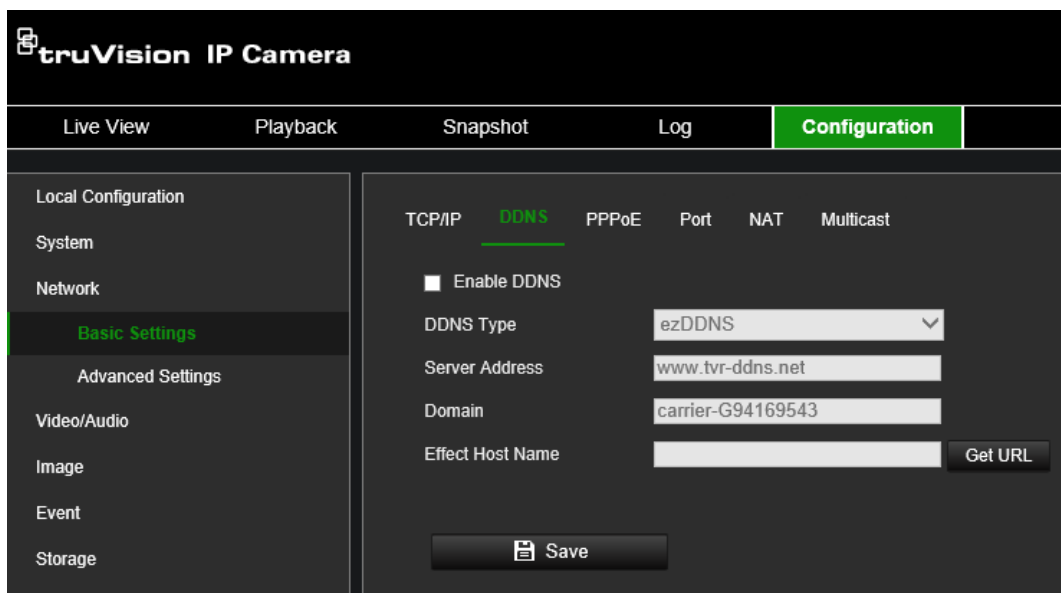 truVision IP Camera
Live View Playback Snapshot Log Configuration
Local Configuration
System
Network
Basic Settings
Advanced Settings
Video/Audio
Image
Event
Storage
TCP/IP DDNS PPPoE Port NAT Multicast
Enable DDNS
DDNS Type ezDDNS
Server Address www.tvr-ddns.net
Domain carrier-G94169543
Effect Host Name Get URL
Save